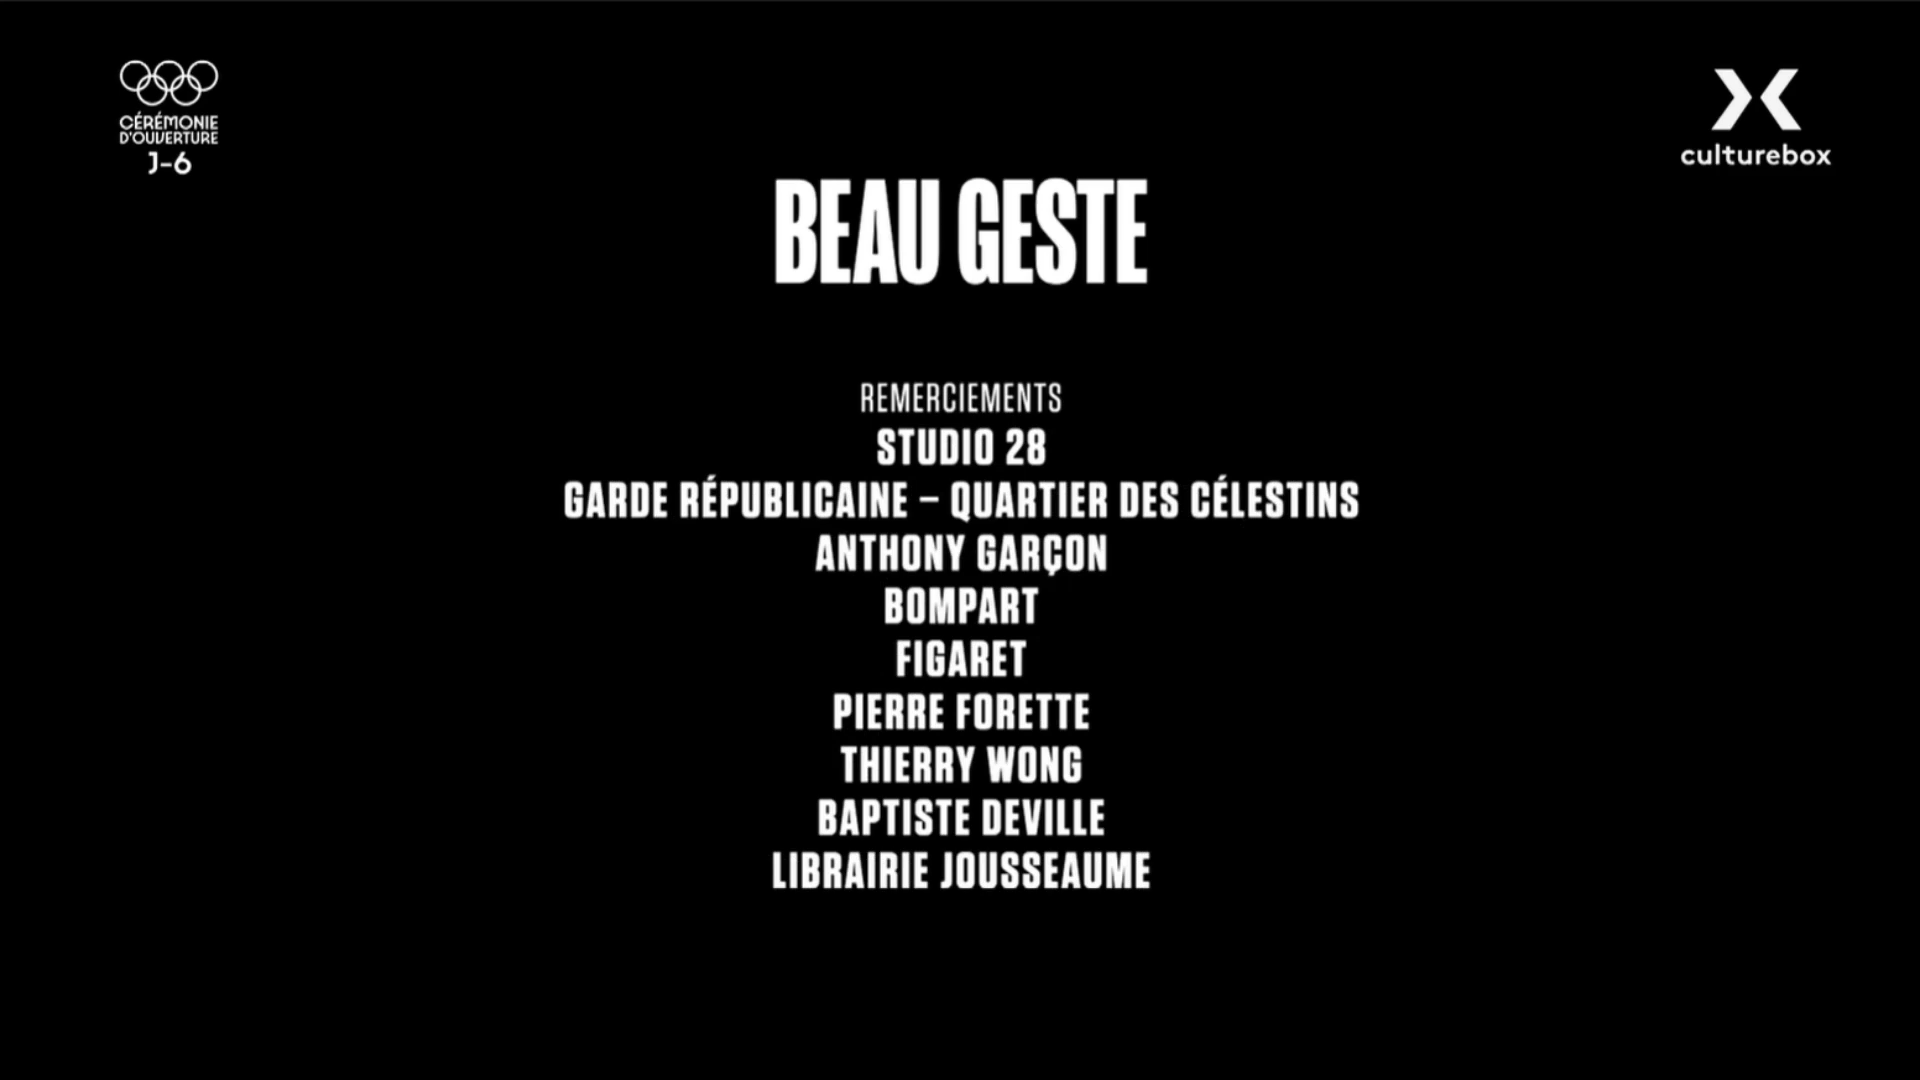 CÉRÉMONIE
D'OUVERTURE
J-6
culturebox
BEAU GESTE
REMERCIEMENTS
STUDIO 28
GARDE RÉPUBLICAINE – QUARTIER DES CÉLESTINS
ANTHONY GARÇON
BOMPART
FIGARET
PIERRE FORETTE
THIERRY WONG
BAPTISTE DEVILLE
LIBRAIRIE JOUSSEAUME